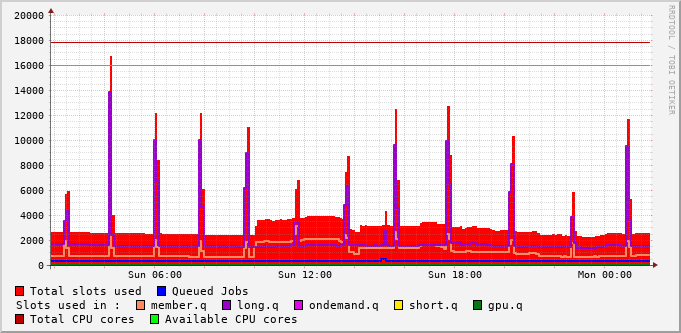 20000
18000
16000
14000
12000
10000
8000
6000
4000
2000
0
Sun 06:00 Sun 12:00 Sun 18:00 Mon 00:00
RRDTOOL / TOBI OETIKER
Total slots used Queued Jobs
Slots used in : member.q long.q ondemand.q short.q gpu.q
Total CPU cores Available CPU cores